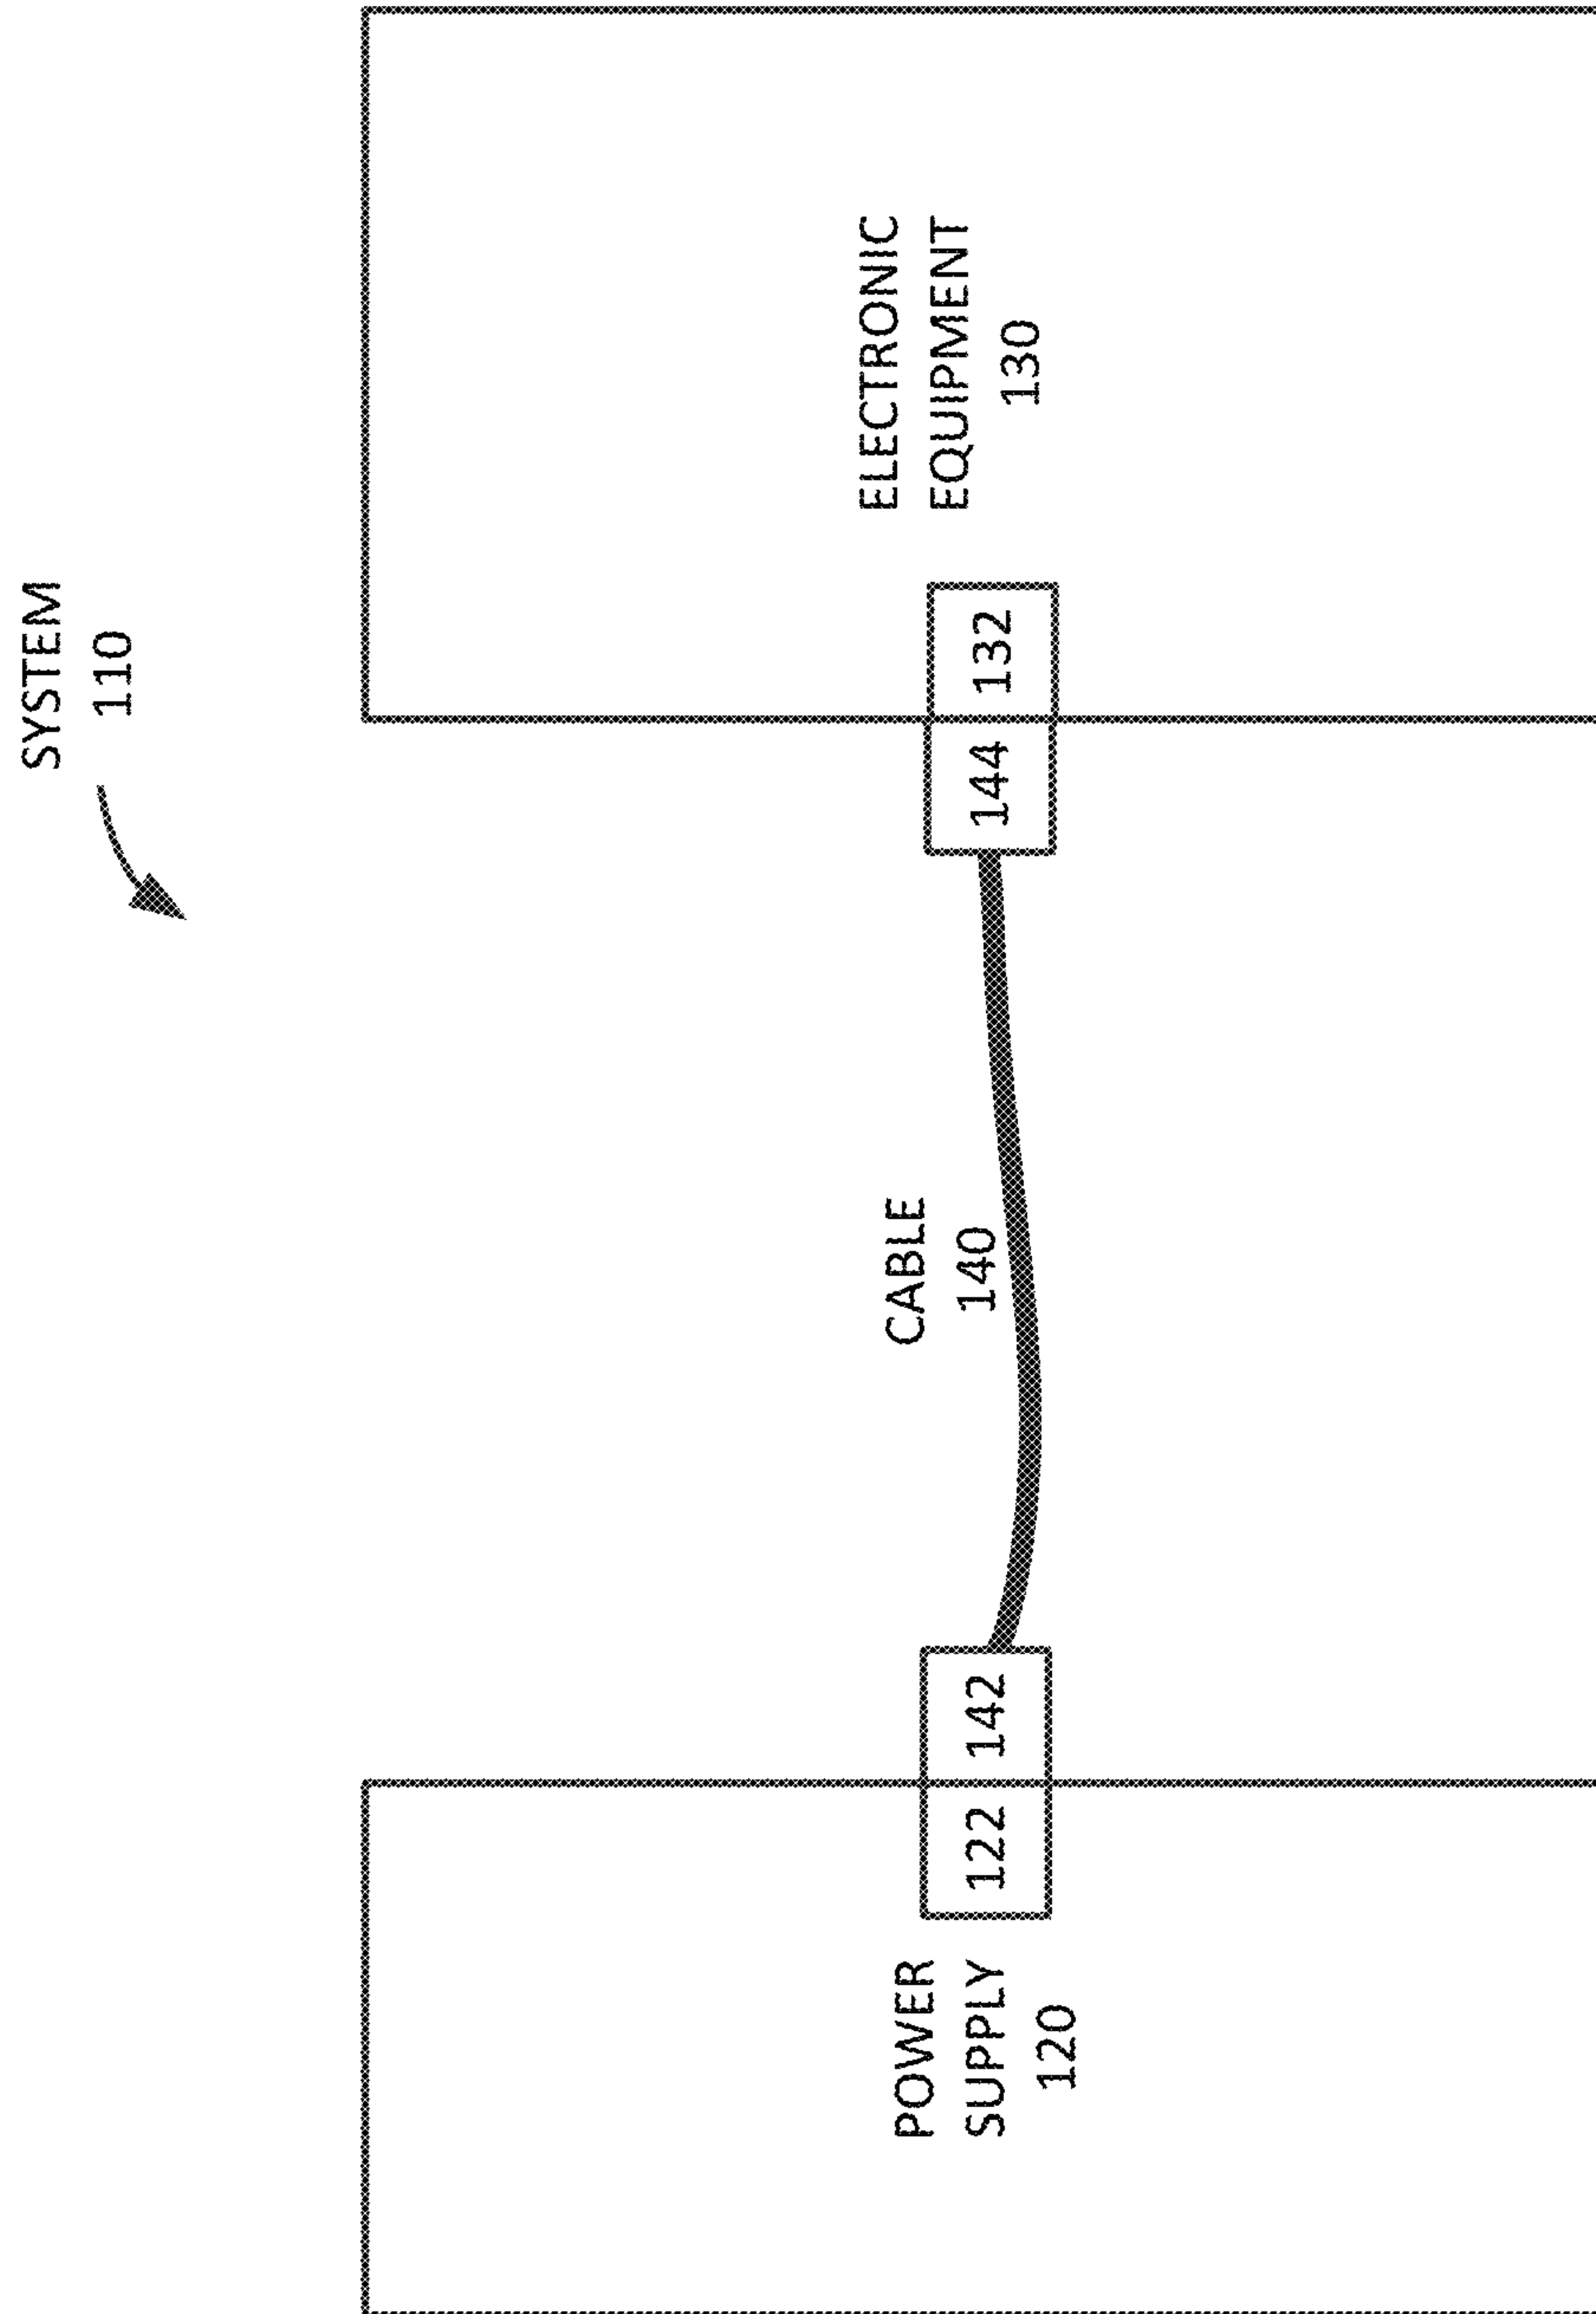 SYSTEM
110
POWER
SUPPLY
120
122
142
CABLE
140
144
132
ELECTRONIC
EQUIPMENT
130